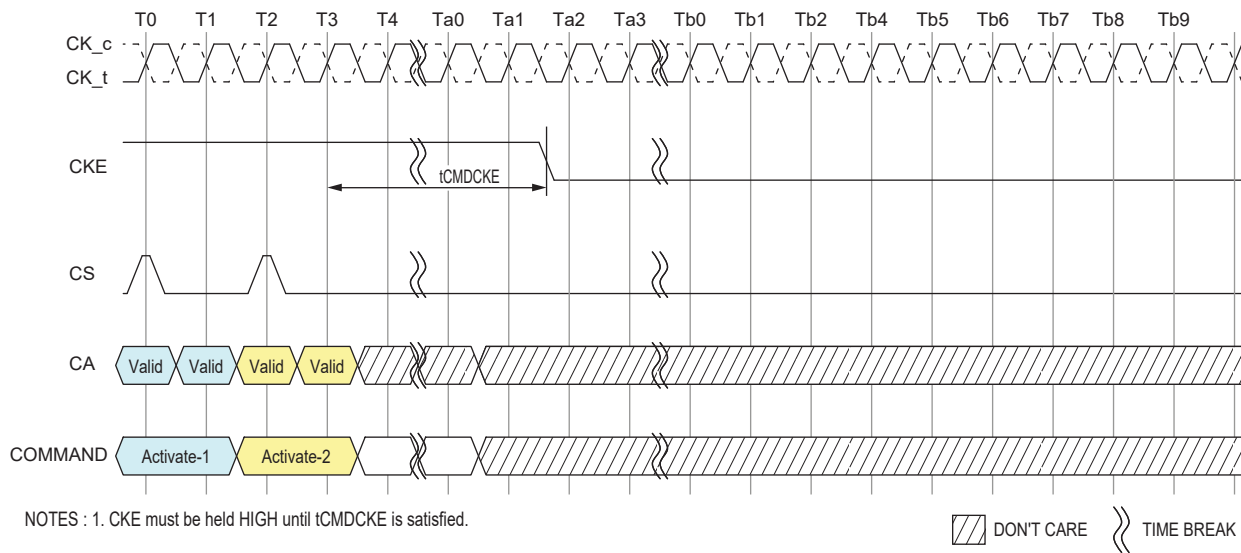 T0 T1 T2 T3 T4 Ta0 Ta1 Ta2 Ta3 Tb0 Tb1 Tb2 Tb4 Tb5 Tb6 Tb7 Tb8 Tb9
CK_c
CK_t
CKE
tCMDCKE
CS
CA Valid Valid Valid Valid
COMMAND Activate-1 Activate-2
NOTES : 1. CKE must be held HIGH until tCMDCKE is satisfied.
DON'T CARE TIME BREAK